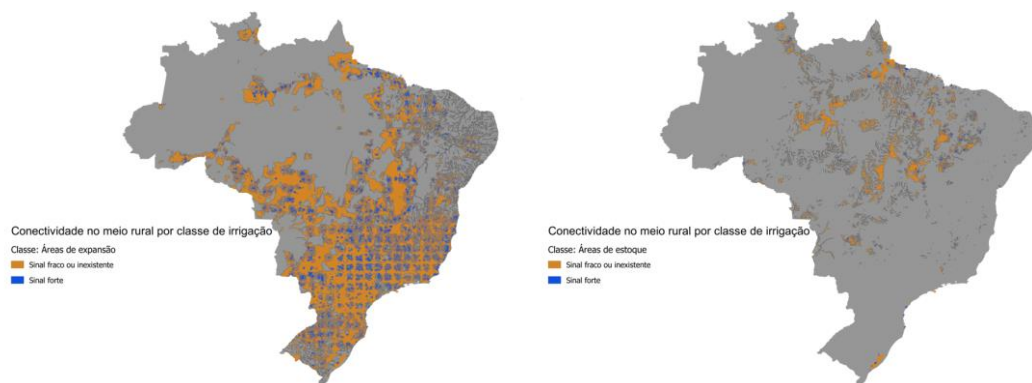 Conectividade no meio rural por classe de irrigação
Classe: Áreas de expansão
Sinal fraco ou inexistente
Sinal forte
Conectividade no meio rural por classe de irrigação
Classe: Áreas de estoque
Sinal fraco ou inexistente
Sinal forte